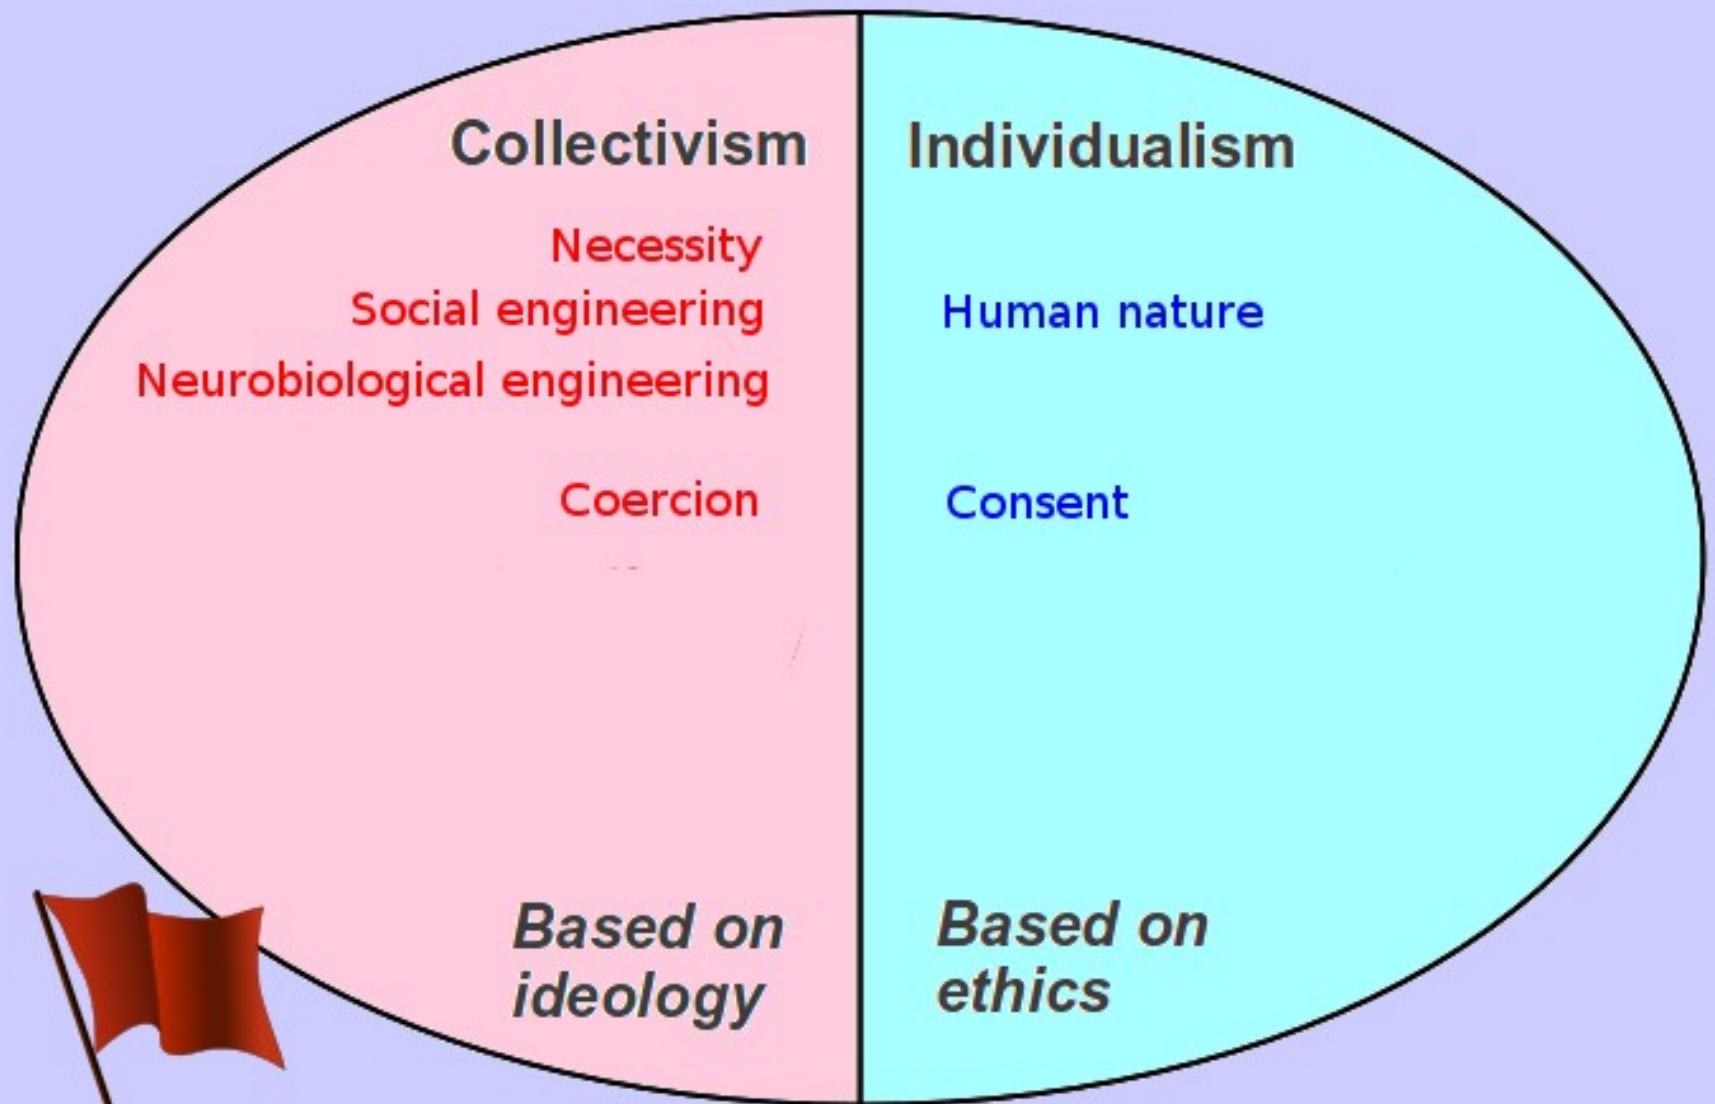 Collectivism
Necessity
Social engineering
Neurobiological engineering
Coercion
Based on
ideology
Individualism
Human nature
Consent
Based on
ethics